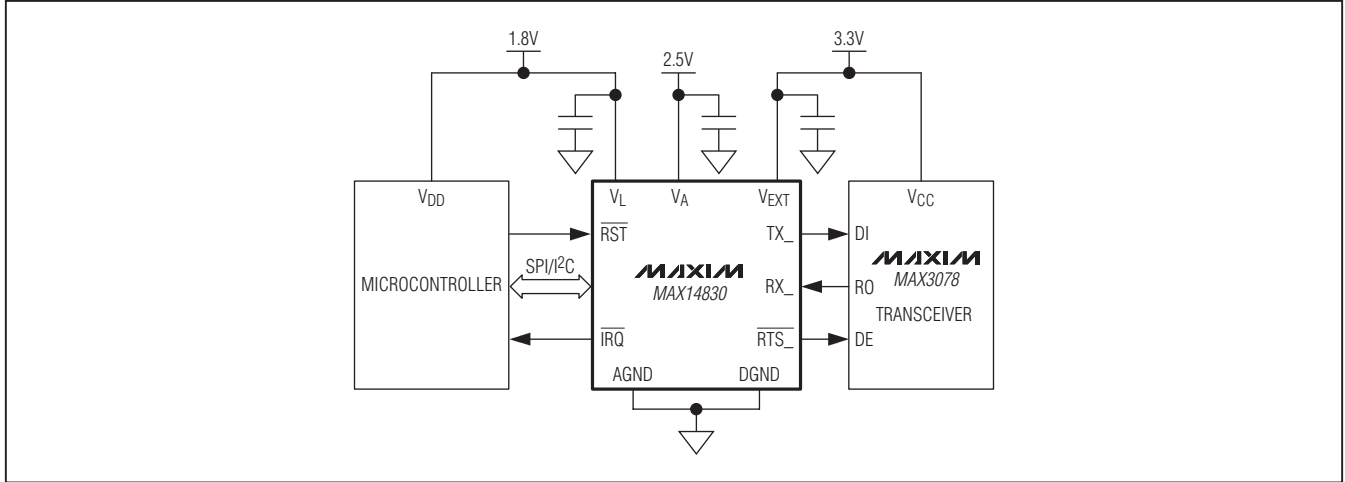 1.8V
2.5V
3.3V
VDD
VL
VA
VEXT
VCC
RST
TX_
DI
MICROCONTROLLER
SPI/I2C
MAXIM
MAX14830
RX_
RO
MAXIM
MAX3078
TRANSCEIVER
IRQ
RTS_
DE
AGND
DGND